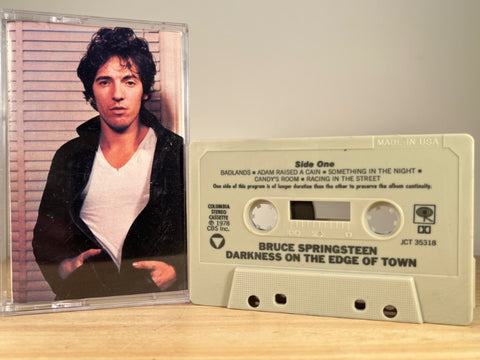 MADE IN USA
Side One
BADLANDS ■ ADAM RAISED A CAIN ■ SOMETHING IN THE NIGHT ■
CANDY'S ROOM ■ RACING IN THE STREET
One side of this program is of longer duration than the other to preserve the album continuity.
COLUMBIA
STEREO
CASSETTE
℗ 1978
CBS Inc.
JCT 35318
BRUCE SPRINGSTEEN
DARKNESS ON THE EDGE OF TOWN